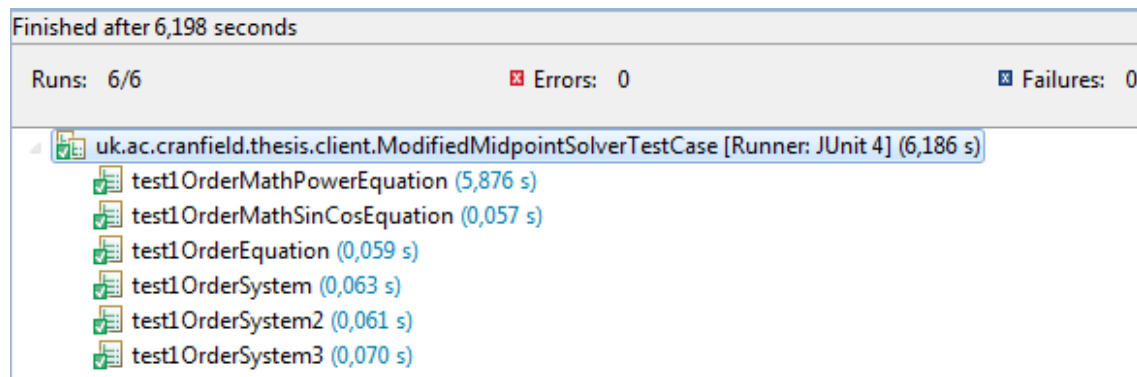 Finished after 6,198 seconds
Runs: 6/6 Errors: 0 Failures: 0
uk.ac.cranfield.thesis.client.ModifiedMidpointSolverTestCase [Runner: JUnit 4] (6,186 s)
test1OrderMathPowerEquation (5,876 s)
test1OrderMathSinCosEquation (0,057 s)
test1OrderEquation (0,059 s)
test1OrderSystem (0,063 s)
test1OrderSystem2 (0,061 s)
test1OrderSystem3 (0,070 s)